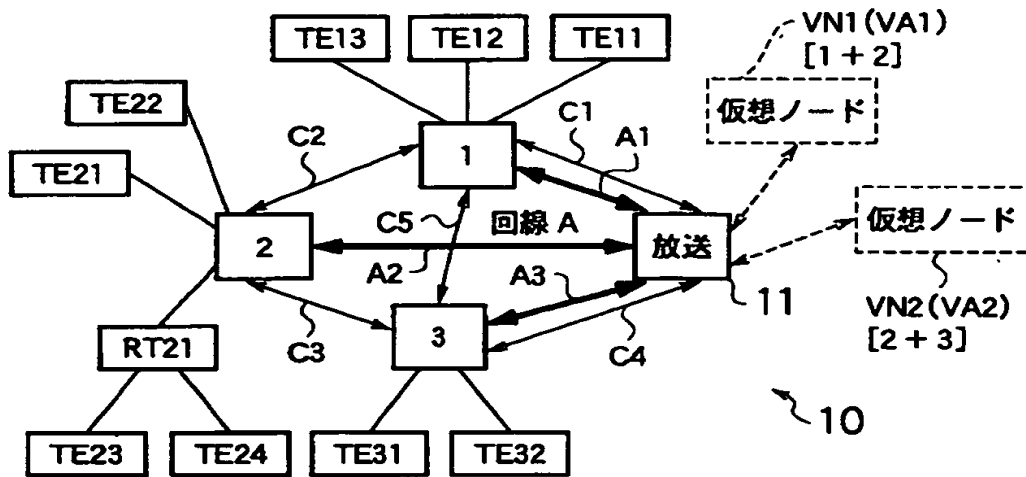 TE13
TE12
TE11
VN1(VA1)
[1+2]
仮想ノード
TE22
C2
1
C1
A1
TE21
C5
回線 A
仮想ノード
2
放送
A2
A3
11
VN2(VA2)
[2+3]
RT21
C3
3
C4
10
TE23
TE24
TE31
TE32